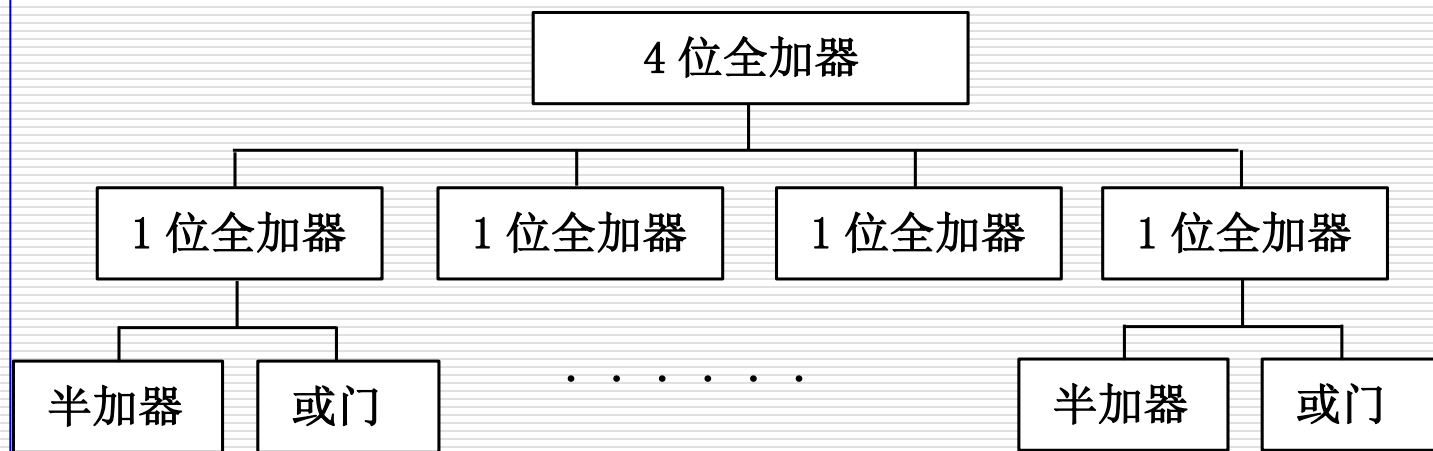 4 位全加器
1 位全加器
1 位全加器
1 位全加器
1 位全加器
半加器
或门
· · · · · ·
半加器
或门